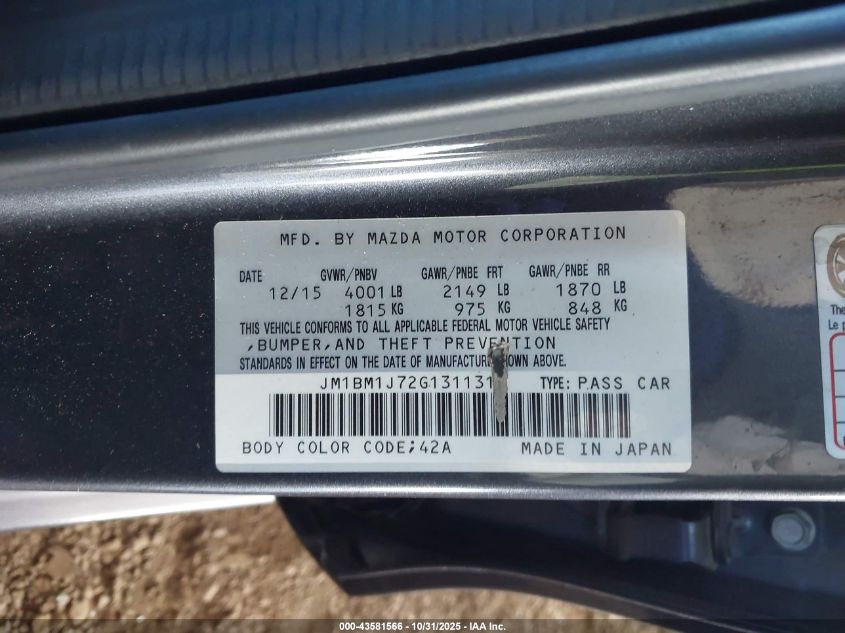 MFD. BY MAZDA MOTOR CORPORATION
DATE GVWR/PNBV GAWR/PNBE FRT GAWR/PNBE RR
12/15 4001 LB 2149 LB 1870 LB
1815 KG 975 KG 848 KG
THIS VEHICLE CONFORMS TO ALL APPLICABLE FEDERAL MOTOR VEHICLE SAFETY
,BUMPER,AND THEFT PREVENTION
STANDARDS IN EFFECT ON THE DATE OF MANUFACTURE SHOWN ABOVE.
JM1BM1J72G131131 TYPE: PASS CAR
BODY COLOR CODE;42A MADE IN JAPAN
The
Le p
000-43581566 - 10/31/2025 - IAA Inc.